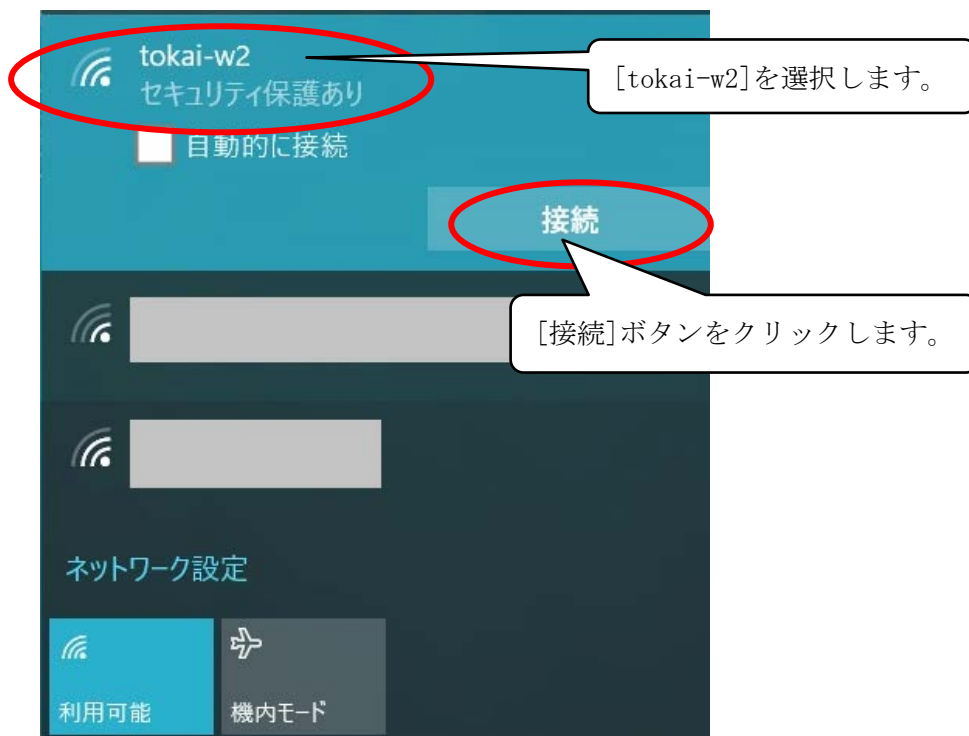 tokai-w2
セキュリティ保護あり
[tokai-w2]を選択します。
自動的に接続
接続
[接続]ボタンをクリックします。
ネットワーク設定
利用可能
機内モード